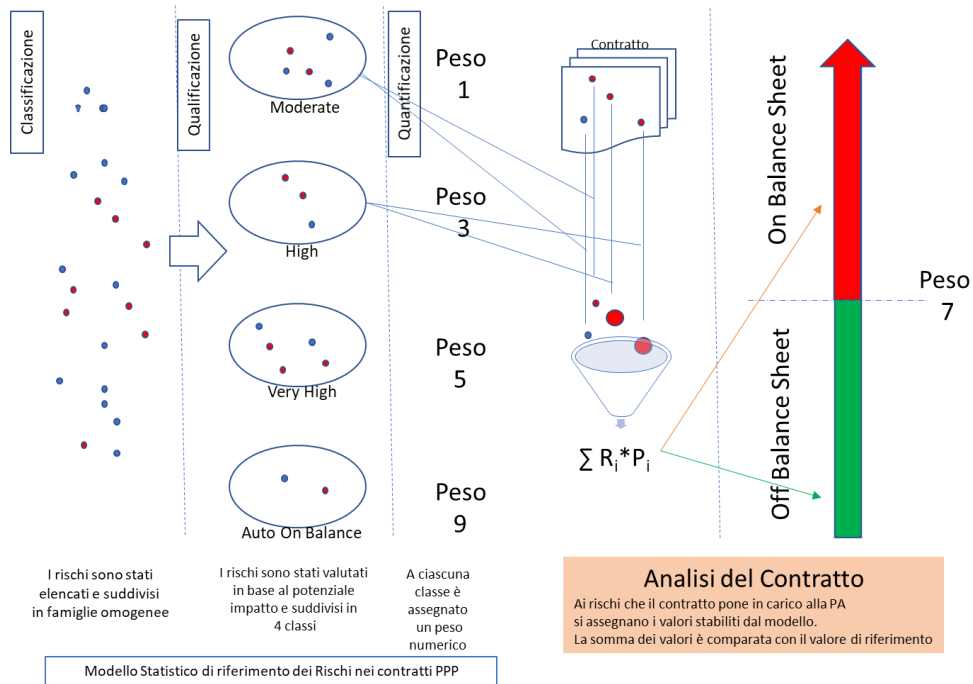 Classificazione
Qualificazione
Moderate
High
Very High
Auto On Balance
Quantificazione
Peso
1
Peso
3
Peso
5
Peso
9
Contratto
∑ Ri*Pi
On Balance Sheet
Off Balance Sheet
Peso
7
I rischi sono stati
elencati e suddivisi
in famiglie omogenee
I rischi sono stati valutati
in base al potenziale
impatto e suddivisi in
4 classi
A ciascuna
classe è
assegnato
un peso
numerico
Modello Statistico di riferimento dei Rischi nei contratti PPP
Analisi del Contratto
Ai rischi che il contratto pone in carico alla PA
si assegnano i valori stabiliti dal modello.
La somma dei valori è comparata con il valore di riferimento